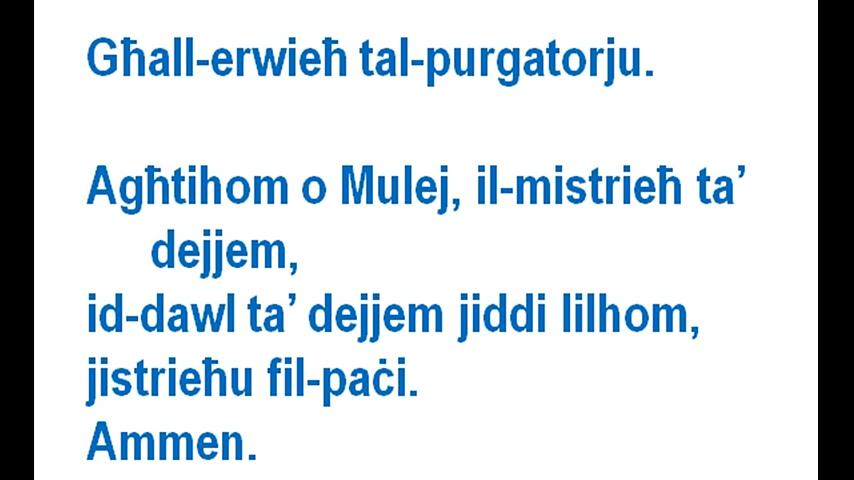 Għall-erwieħ tal-purgatorju.
Agħtihom o Mulej, il-mistrieħ ta’
dejjem,
id-dawl ta’ dejjem jiddi lilhom,
jistrieħu fil-paċi.
Ammen.